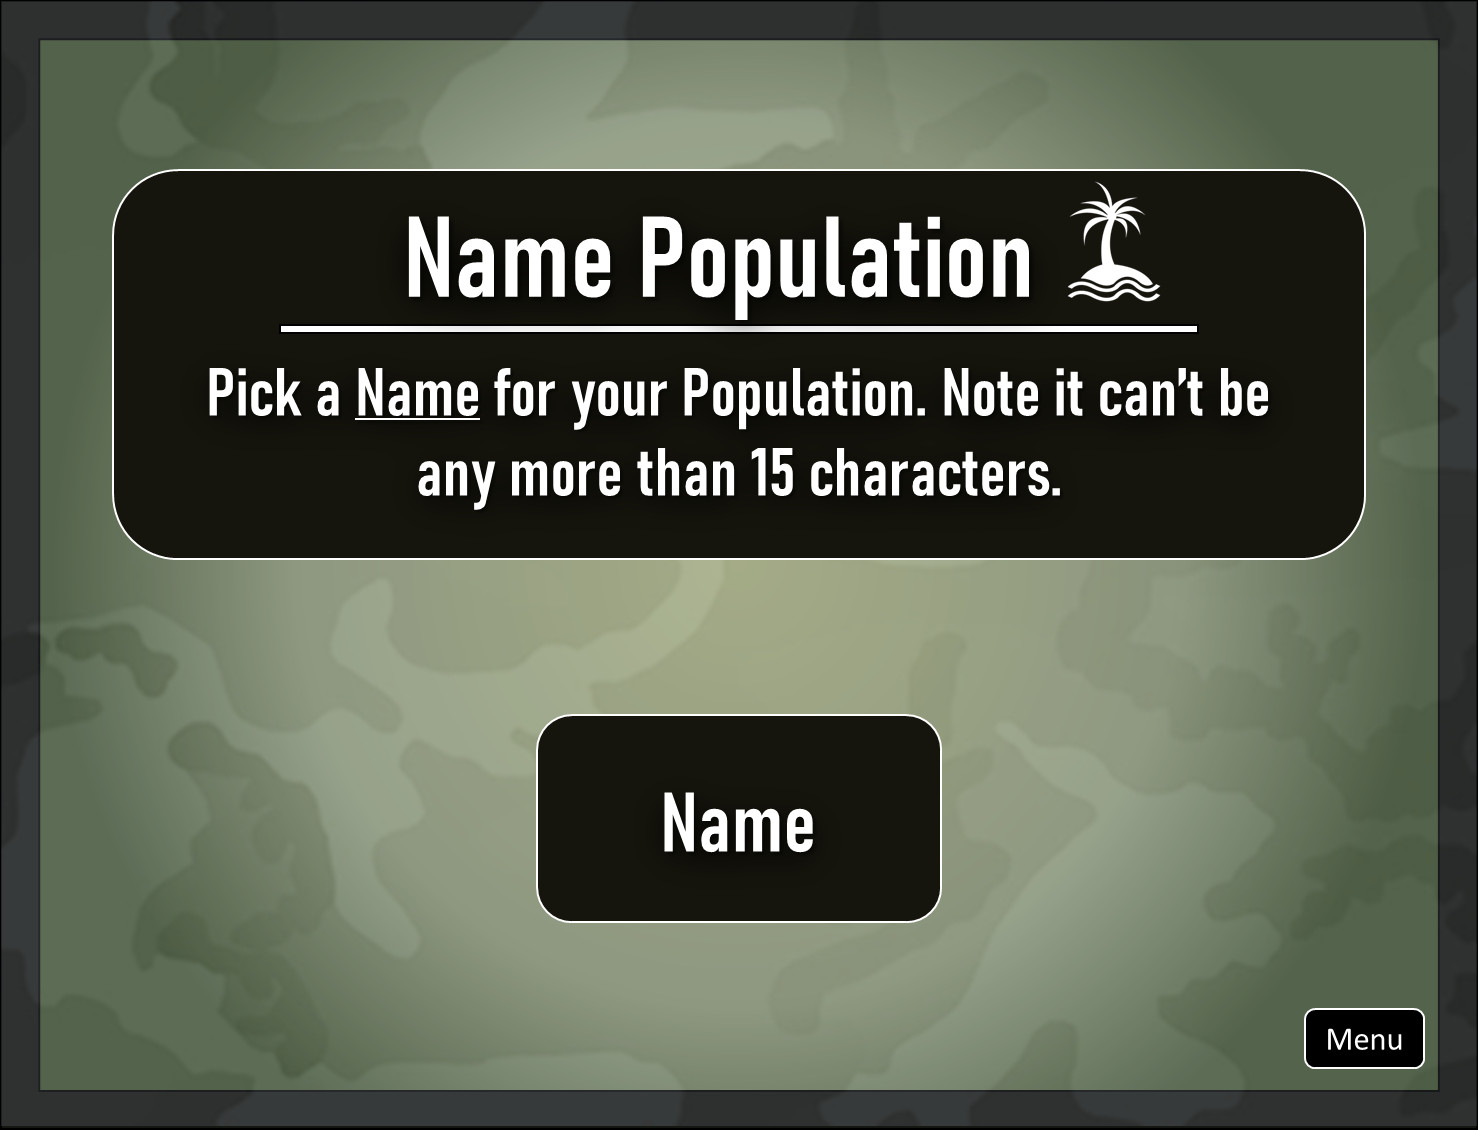 Name Population
Pick a Name for your Population. Note it can’t be
any more than 15 characters.
Name
Menu